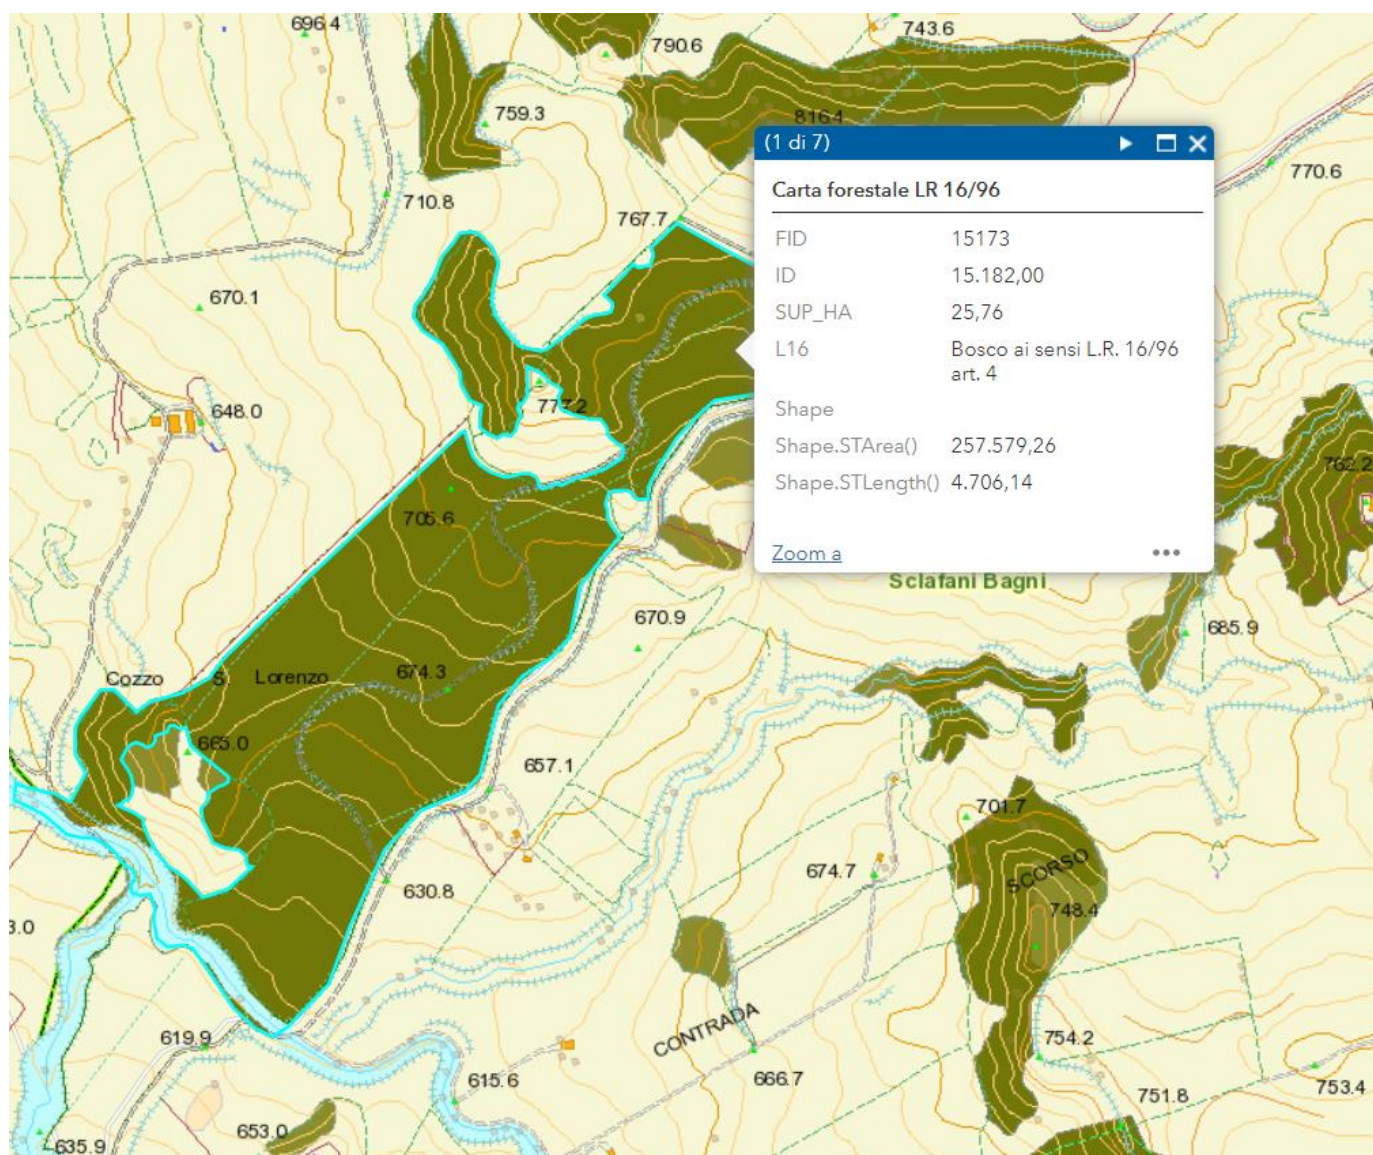 696.4
790.6
743.6
759.3
816.4
710.8
767.7
770.6
(1 di 7)
Carta forestale LR 16/96
FID 15173
ID 15.182,00
SUP_HA 25,76
L16 Bosco ai sensi L.R. 16/96
art. 4
Shape
Shape.STArea() 257.579,26
Shape.STLength() 4.706,14
Zoom a
670.1
648.0
777.2
762.2
705.6
Sclafani Bagni
670.9
685.9
Cozzo S Lorenzo
674.3
665.0
657.1
701.7
630.8
674.7
SCORSO
748.4
3.0
619.9
CONTRADA
754.2
615.6
666.7
753.4
751.8
653.0
635.9